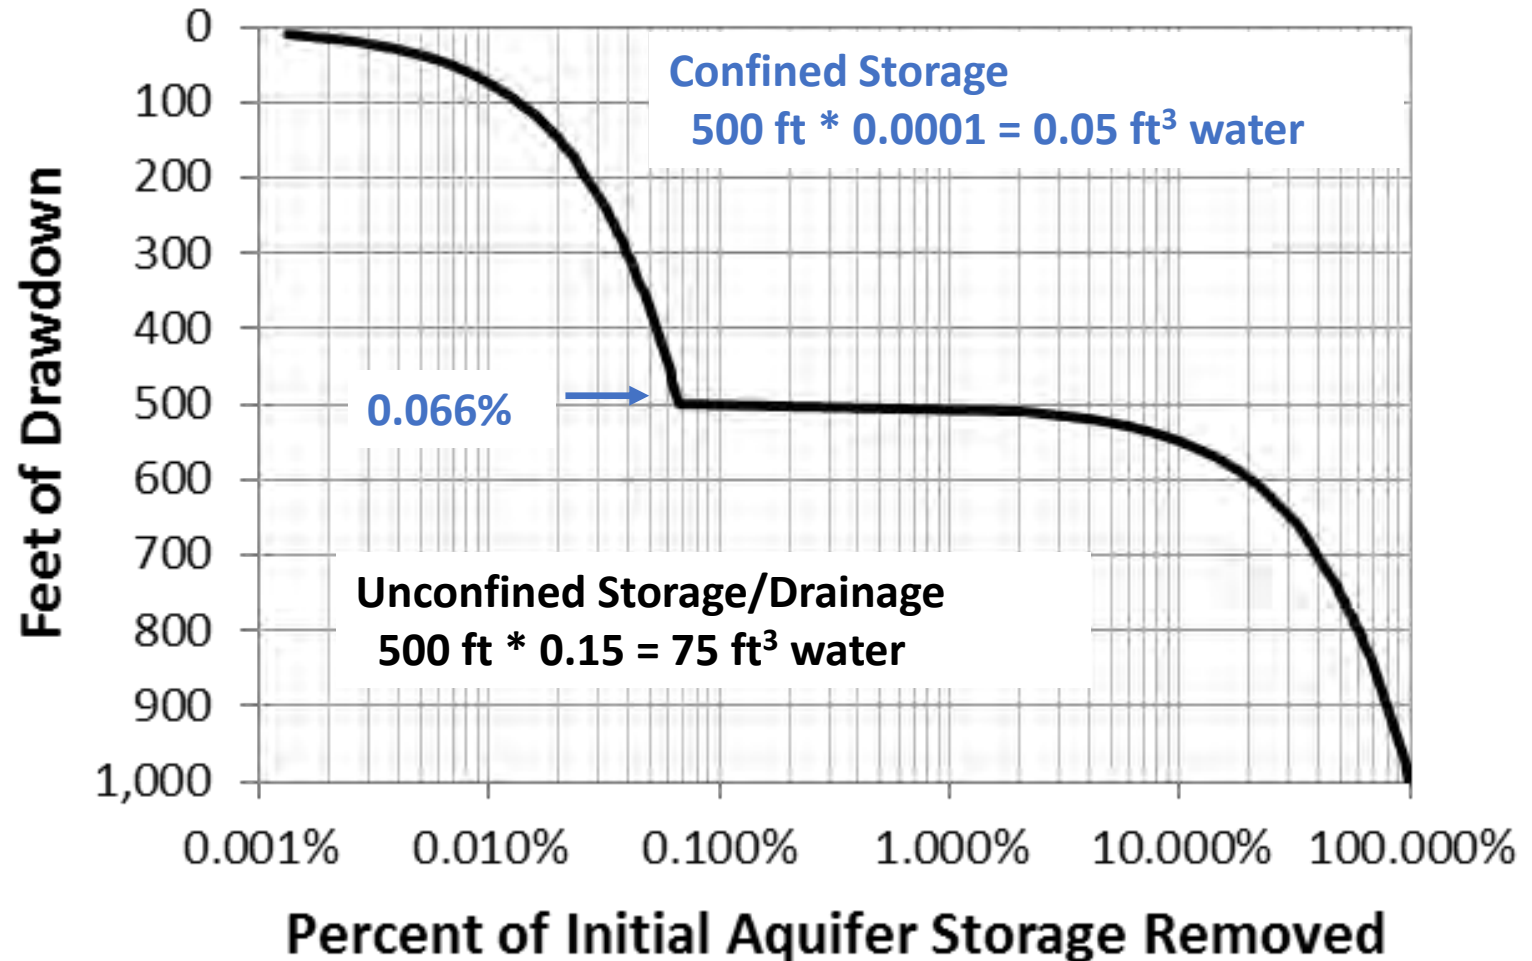 Feet of Drawdown
0
100
200
300
400
500
600
700
800
900
1,000
Confined Storage
500 ft * 0.0001 = 0.05 ft³ water
0.066%
Unconfined Storage/Drainage
500 ft * 0.15 = 75 ft³ water
0.001% 0.010% 0.100% 1.000% 10.000% 100.000%
Percent of Initial Aquifer Storage Removed